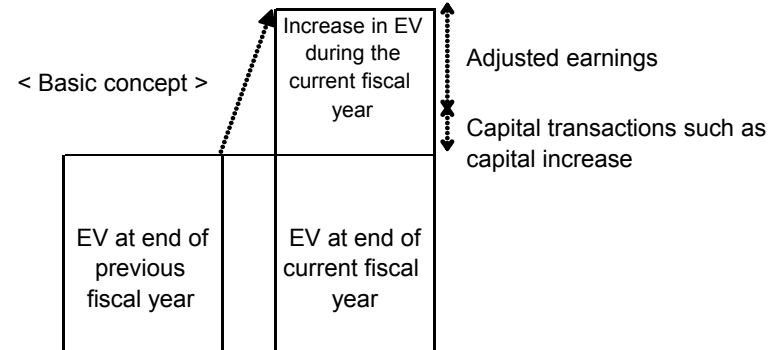 Increase in EV
during the
current fiscal
year
Adjusted earnings
< Basic concept >
Capital transactions such as
capital increase
EV at end of
previous
fiscal year
EV at end of
current fiscal
year